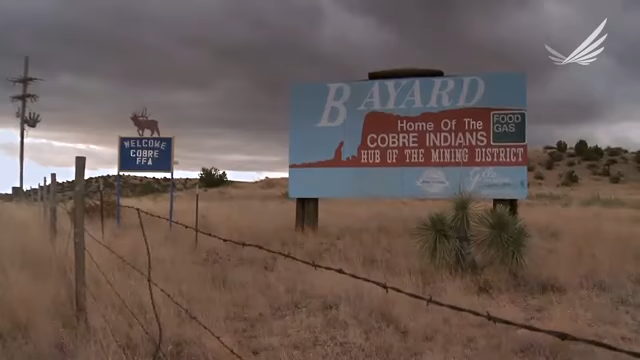 WELCOME
COBRE
FFA
BAYARD
Home Of The
COBRE INDIANS
HUB OF THE MINING DISTRICT
FOOD
GAS